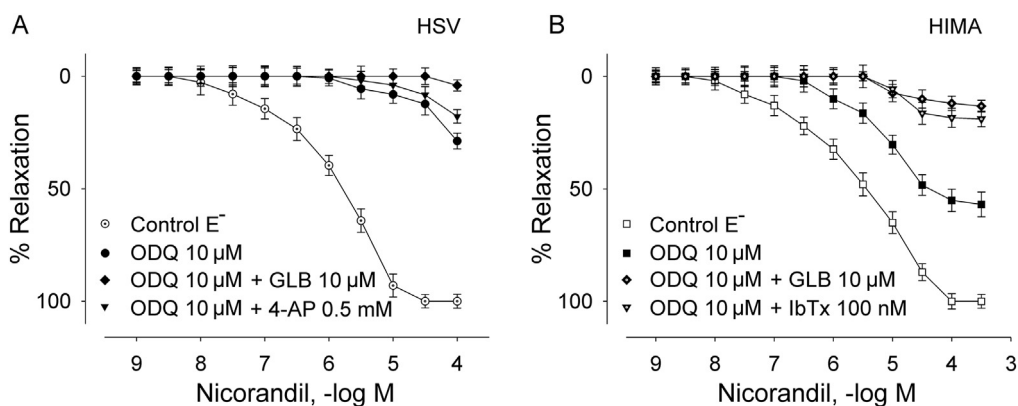 A
HSV
0
50
100
% Relaxation
Control E⁻
ODQ 10 µM
ODQ 10 µM + GLB 10 µM
ODQ 10 µM + 4-AP 0.5 mM
9 8 7 6 5 4
Nicorandil, -log M
B
HIMA
0
50
100
% Relaxation
Control E⁻
ODQ 10 µM
ODQ 10 µM + GLB 10 µM
ODQ 10 µM + IbTx 100 nM
9 8 7 6 5 4 3
Nicorandil, -log M